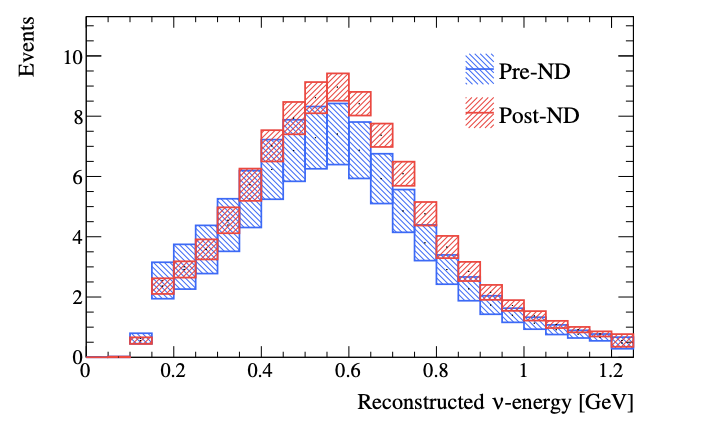 Events
10
8
6
4
2
0
Pre-ND
Post-ND
0 0.2 0.4 0.6 0.8 1 1.2
Reconstructed ν-energy [GeV]